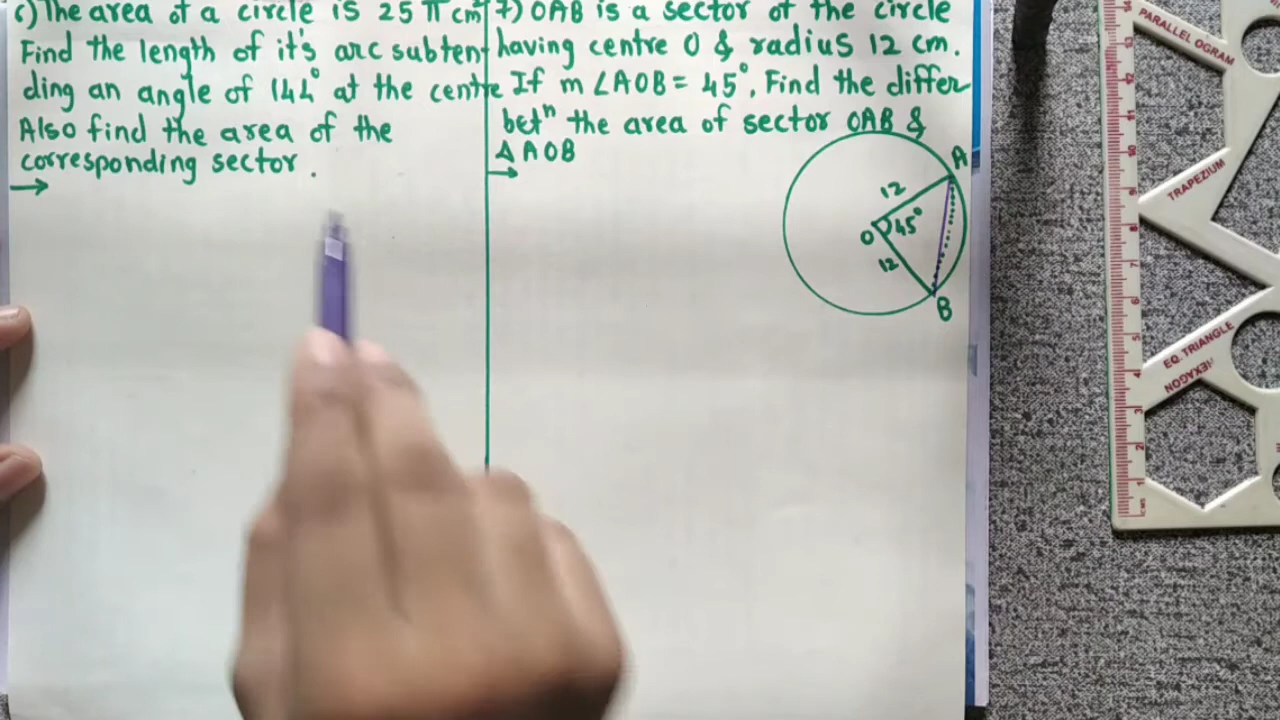 6) The area of a circle is 25 π cm²
Find the length of it's arc subten
ding an angle of 144° at the centre
Also find the area of the
corresponding sector.
→
7) OAB is a sector of the circle
having centre O & radius 12 cm.
If m ∠AOB = 45°, Find the differ
betⁿ the area of sector OAB &
△AOB
→
A
12
45°
O
12
B
PARALLEL OGRAM
TRAPEZIUM
EQ. TRIANGLE
HEXAGON